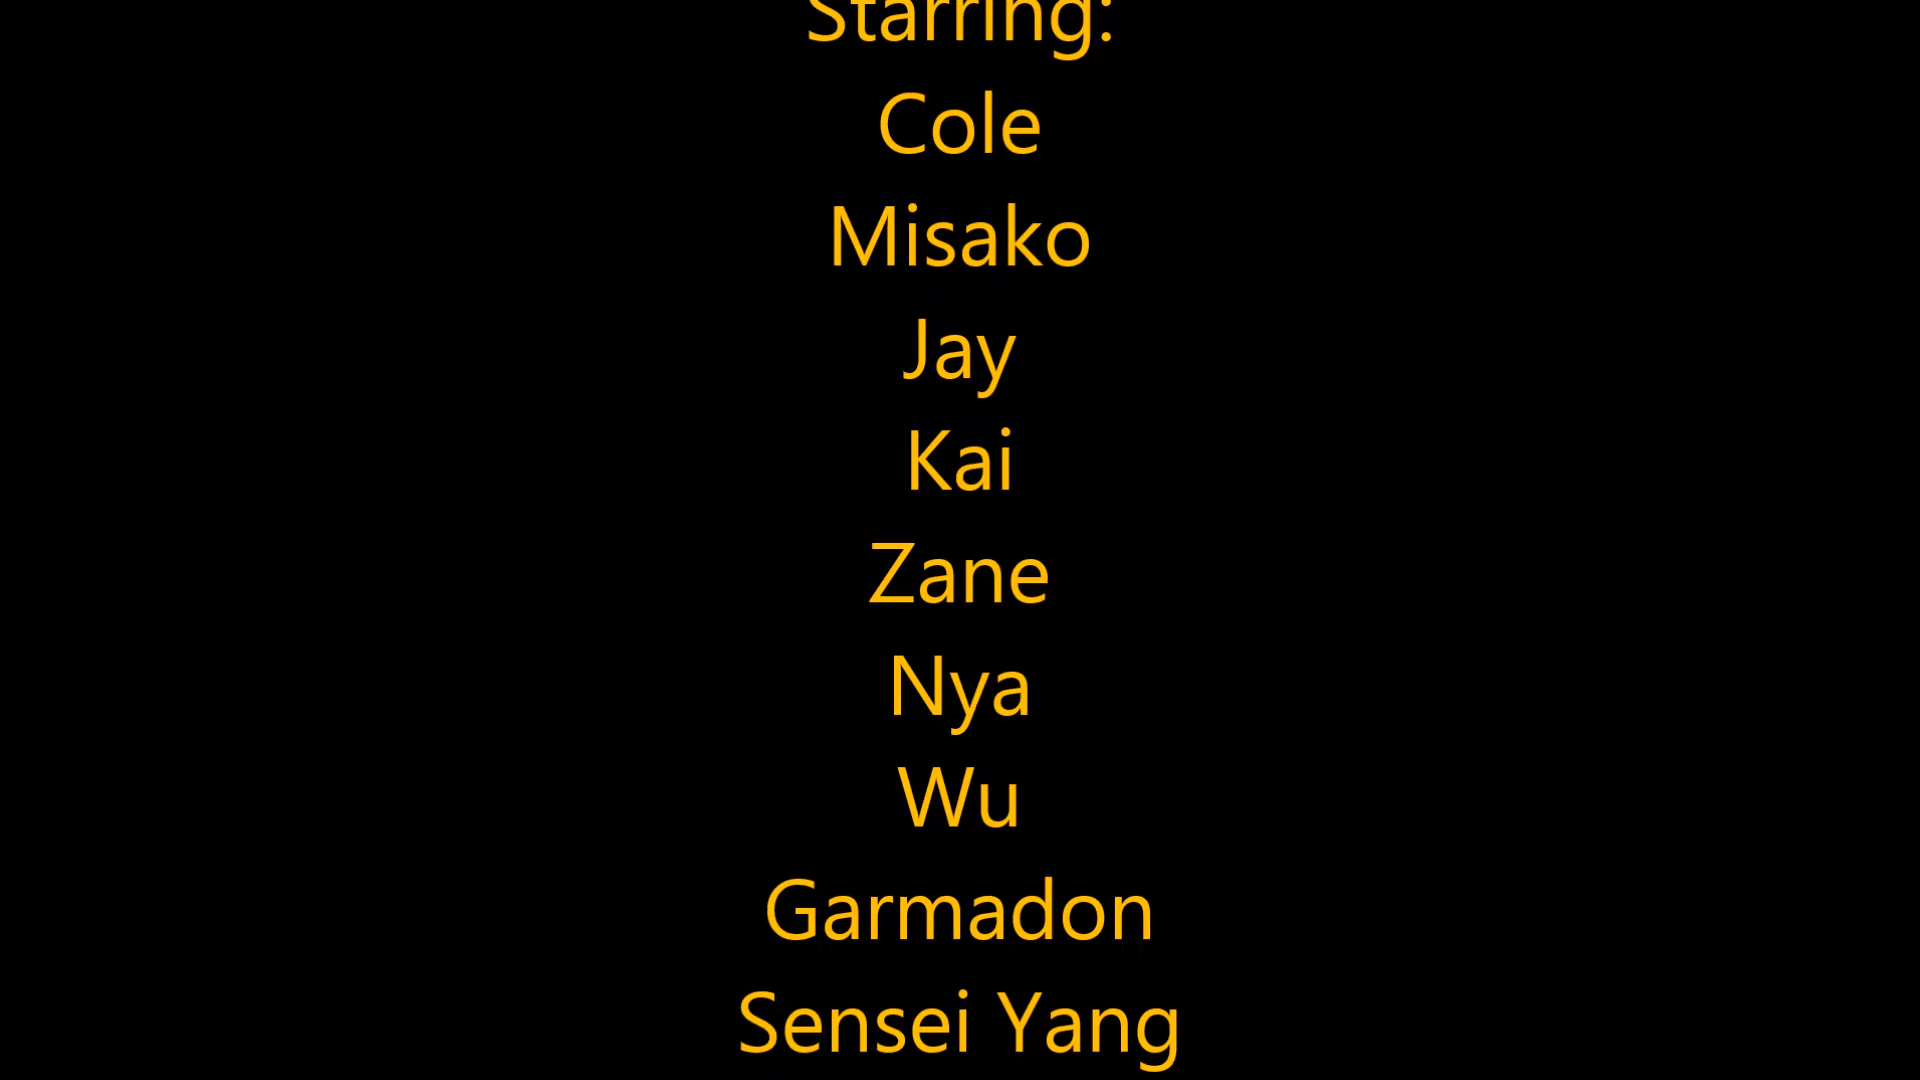 Starring:
Cole
Misako
Jay
Kai
Zane
Nya
Wu
Garmadon
Sensei Yang